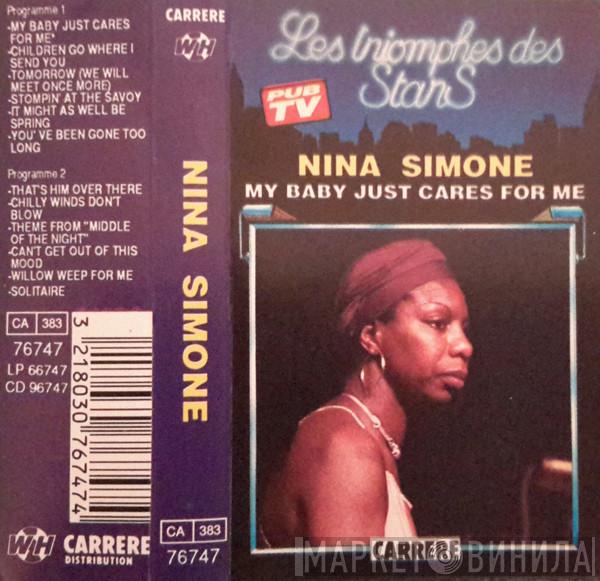 Programme 1
-MY BABY JUST CARES
FOR ME*
-CHILDREN GO WHERE I
SEND YOU
-TOMORROW (WE WILL
MEET ONCE MORE)
-STOMPIN' AT THE SAVOY
-IT MIGHT AS WELL BE
SPRING
-YOU'VE BEEN GONE TOO
LONG
Programme 2
-THAT'S HIM OVER THERE
-CHILLY WINDS DON'T
BLOW
-THEME FROM "MIDDLE
OF THE NIGHT"
-CAN'T GET OUT OF THIS
MOOD
-WILLOW WEEP FOR ME
-SOLITAIRE
CA 383
76747
LP 66747
CD 96747
3 218030 767474
WH CARRERE
DISTRIBUTION
CARRERE
WH
NINA SIMONE
CA 383
76747
Les triomphes des
Stars
PUB
TV
NINA SIMONE
MY BABY JUST CARES FOR ME
CARRERE
МАРКЕТ ВИНИЛА